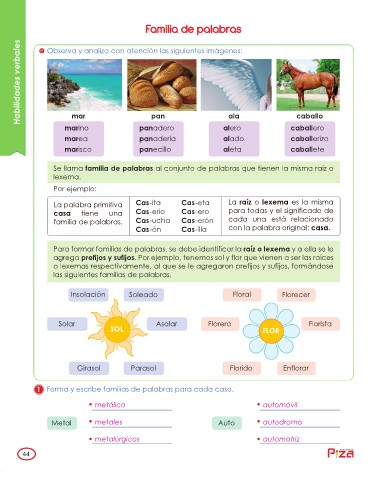 Familia de palabras
Habilidades verbales
Observa y analiza con atención las siguientes imágenes:
mar pan ala caballo
marino panadero alero caballero
marea panadería alado caballerizo
marisco panecillo aleta caballete
Se llama familia de palabras al conjunto de palabras que tienen la misma raíz o
lexema.
Por ejemplo:
La palabra primitiva
casa tiene una
familia de palabras.
Cas-ita Cas-eta
Cas-erío Cas-ero
Cas-ucha Cas-erón
Cas-ón Cas-illa
La raíz o lexema es la misma
para todas y el significado de
cada una está relacionado
con la palabra original: casa.
Para formar familias de palabras, se debe identificar la raíz o lexema y a ella se le
agrega prefijos y sufijos. Por ejemplo, tenemos sol y flor que vienen a ser las raíces
o lexemas respectivamente, al que se le agregaron prefijos y sufijos, formándose
las siguientes familias de palabras.
Insolación Soleado Floral Florecer
Solar SOL Asolar Florero FLOR Florista
Girasol Parasol Florido Enflorar
1 Forma y escribe familias de palabras para cada caso.
• metálico • automóvil
Metal • metales Auto • autodromo
• metalúrgicos • automatriz
44
Pizza